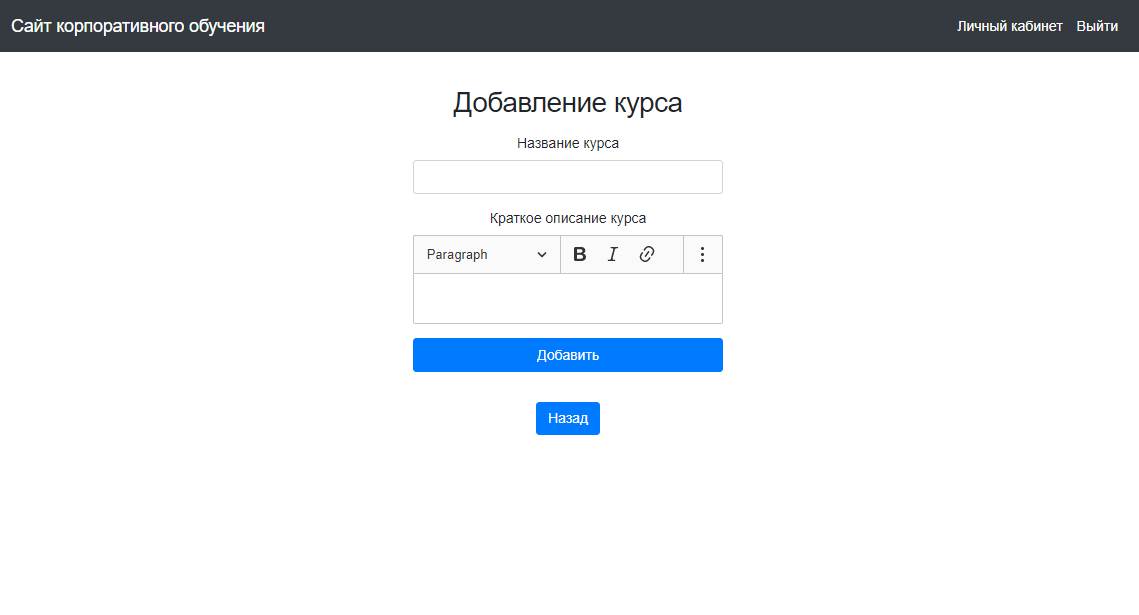 Сайт корпоративного обучения Личный кабинет Выйти
Добавление курса
Название курса
Краткое описание курса
Paragraph B I
Добавить
Назад